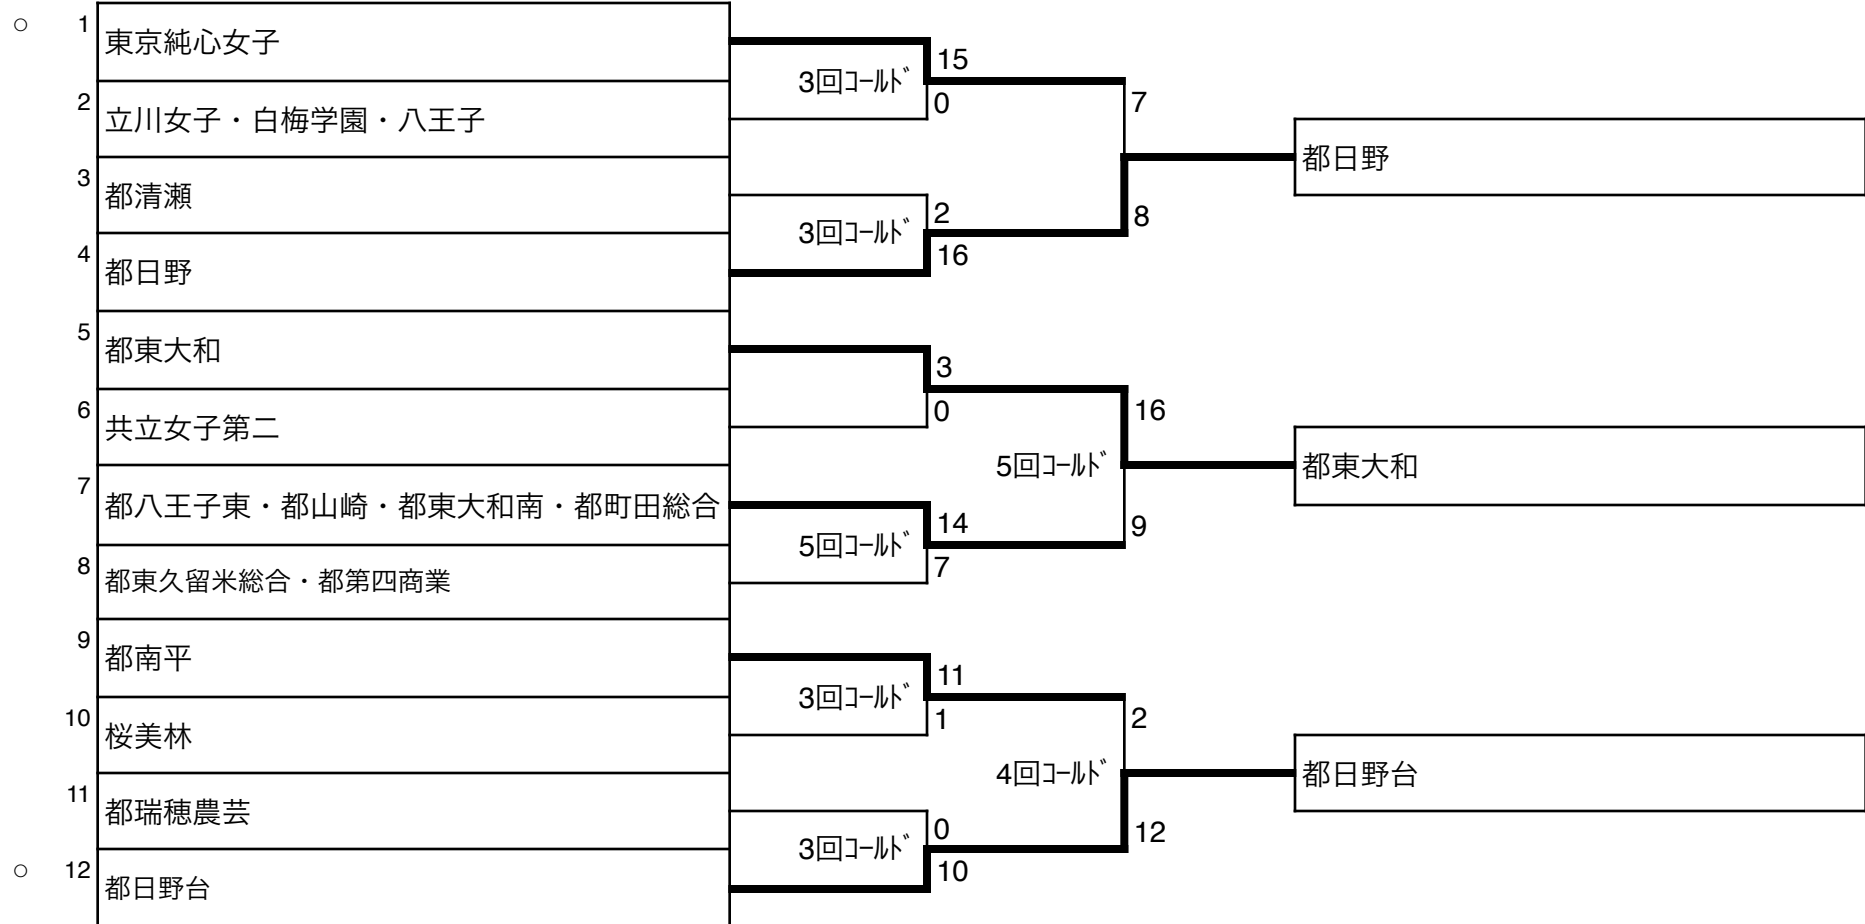 ○ 1 東京純心女子
2 立川女子・白梅学園・八王子
3 都清瀬
4 都日野
5 都東大和
6 共立女子第二
7 都八王子東・都山崎・都東大和南・都町田総合
8 都東久留米総合・都第四商業
9 都南平
10 桜美林
11 都瑞穂農芸
○ 12 都日野台
3回ｺｰﾙﾄﾞ
15
0
3回ｺｰﾙﾄﾞ
2
16
3
0
5回ｺｰﾙﾄﾞ
14
7
3回ｺｰﾙﾄﾞ
11
1
3回ｺｰﾙﾄﾞ
0
10
7
8
5回ｺｰﾙﾄﾞ
16
9
4回ｺｰﾙﾄﾞ
2
12
都日野
都東大和
都日野台